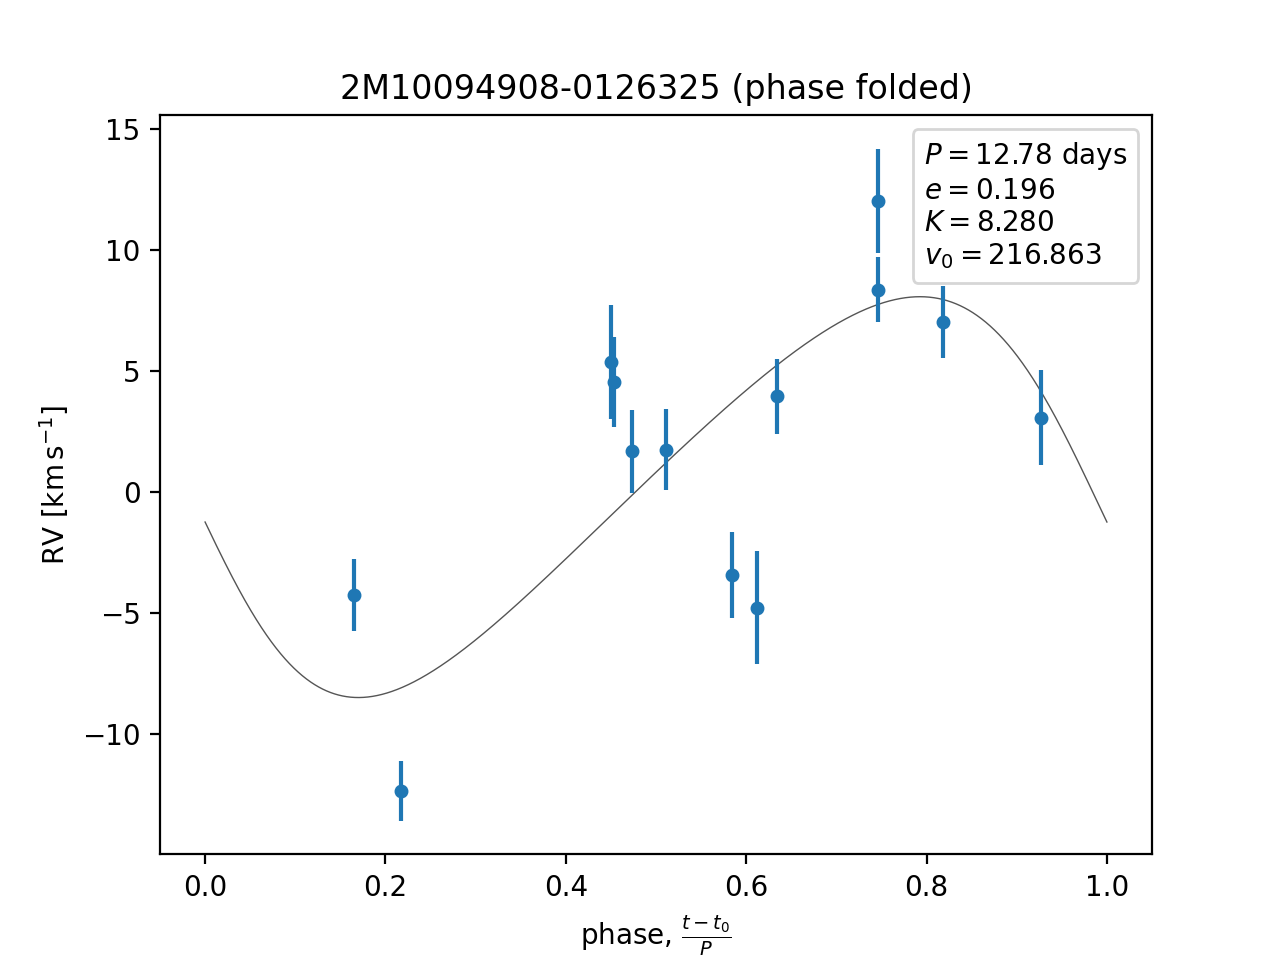 2M10094908-0126325 (phase folded)
P = 12.78 days
e = 0.196
K = 8.280
v₀ = 216.863
15
10
5
0
−5
−10
RV [km s⁻¹]
0.0 0.2 0.4 0.6 0.8 1.0
phase, (t − t₀)/P